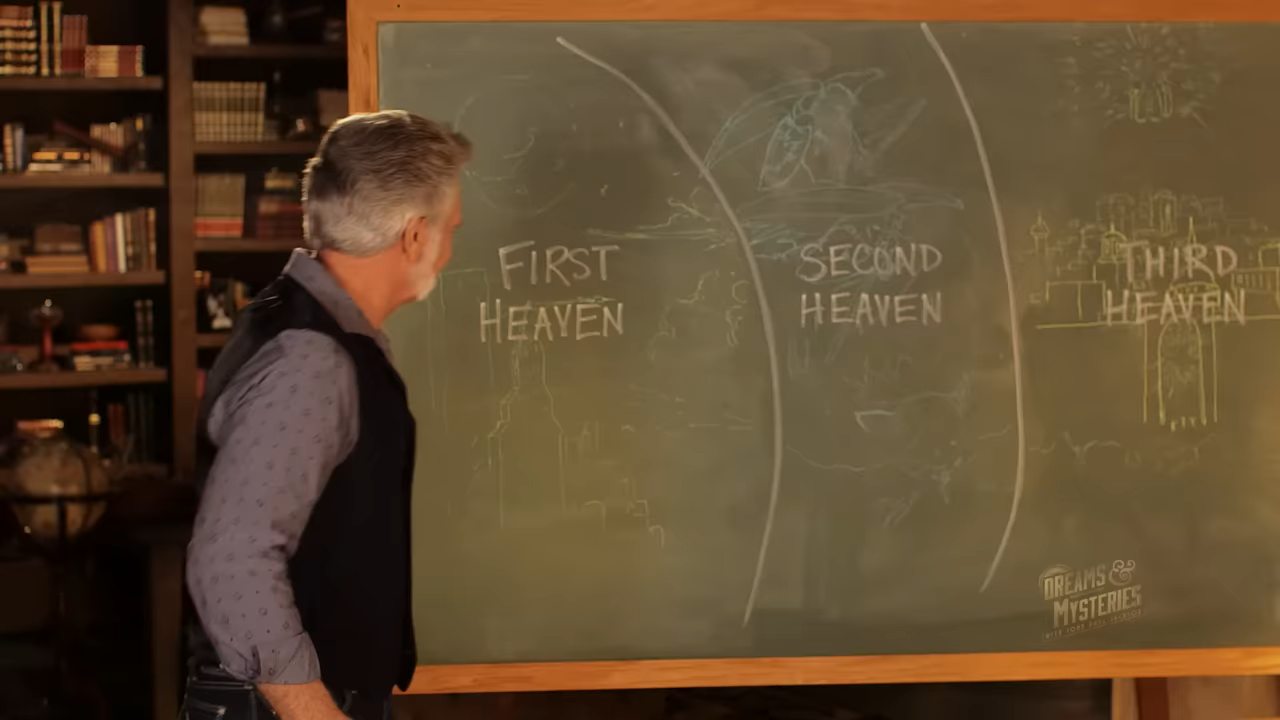 FIRST
HEAVEN
SECOND
HEAVEN
THIRD
HEAVEN
DREAMS &
MYSTERIES